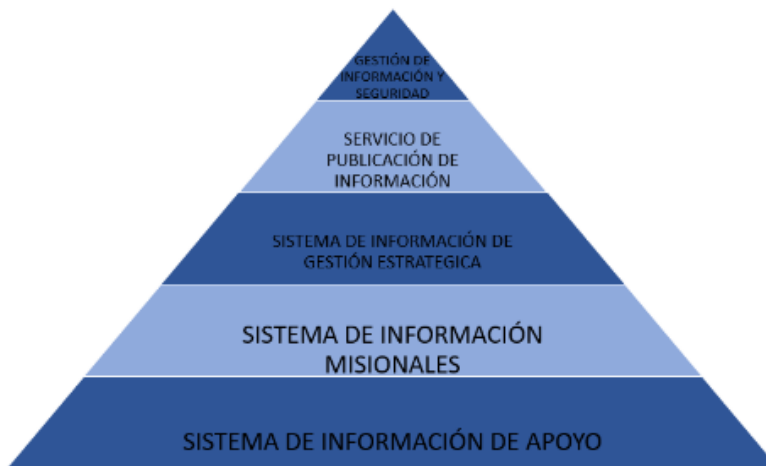 GESTIÓN DE
INFORMACIÓN Y
SEGURIDAD
SERVICIO DE
PUBLICACIÓN DE
INFORMACIÓN
SISTEMA DE INFORMACIÓN DE
GESTIÓN ESTRATEGICA
SISTEMA DE INFORMACIÓN
MISIONALES
SISTEMA DE INFORMACIÓN DE APOYO